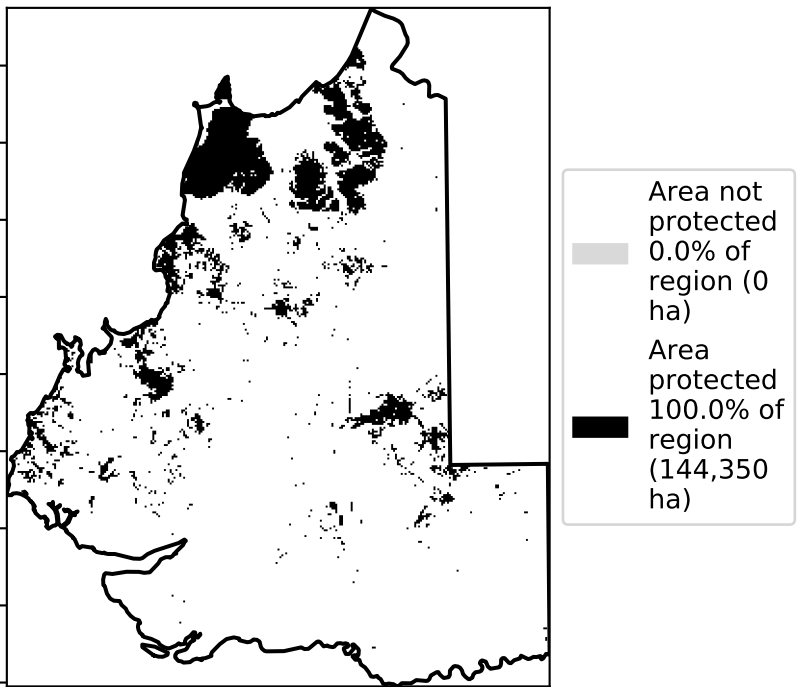 Area not
protected
0.0% of
region (0
ha)
Area
protected
100.0% of
region
(144,350
ha)